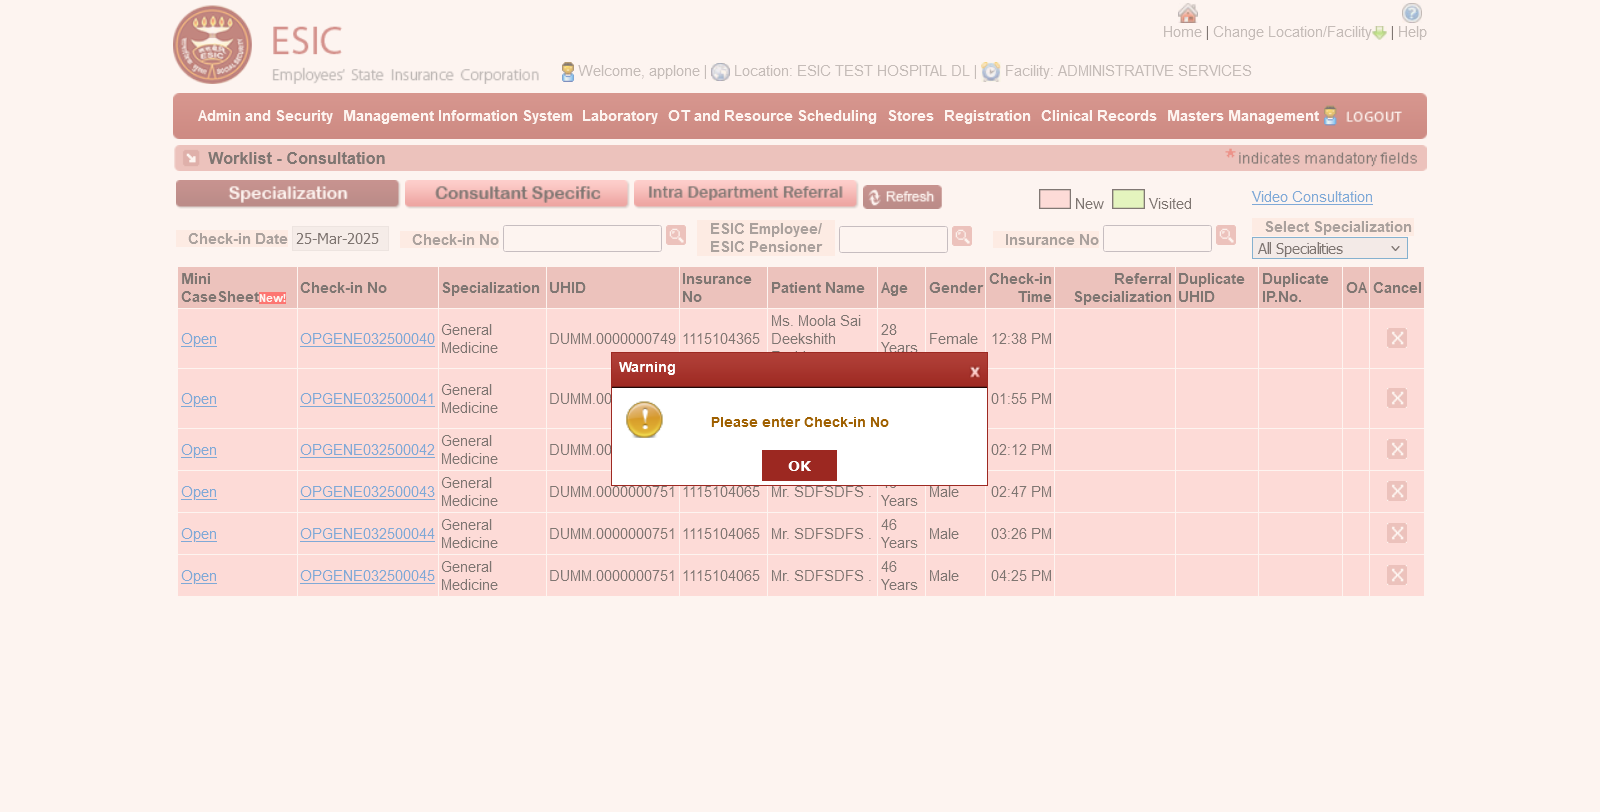 Home | Change Location/Facility | Help
ESIC
Employees' State Insurance Corporation
Welcome, applone | Location: ESIC TEST HOSPITAL DL | Facility: ADMINISTRATIVE SERVICES
Admin and Security Management Information System Laboratory OT and Resource Scheduling Stores Registration Clinical Records Masters Management LOGOUT
Worklist - Consultation
* indicates mandatory fields
Specialization Consultant Specific Intra Department Referral Refresh
New Visited
Video Consultation
Check-in Date 25-Mar-2025 Check-in No
ESIC Employee/
ESIC Pensioner
Insurance No
Select Specialization
All Specialities
Mini
CaseSheet New!
Check-in No
Specialization
UHID
Insurance
No
Patient Name
Age
Gender
Check-in
Time
Referral
Specialization
Duplicate
UHID
Duplicate
IP.No.
OA
Cancel
Open
OPGENE032500040
General
Medicine
DUMM.0000000749
1115104365
Ms. Moola Sai
Deekshith
28
Years
Female
12:38 PM
Open
OPGENE032500041
General
Medicine
DUMM.00
01:55 PM
Open
OPGENE032500042
General
Medicine
DUMM.00
02:12 PM
Open
OPGENE032500043
General
Medicine
DUMM.0000000751
1115104065
Mr. SDFSDFS .
Years
Male
02:47 PM
Open
OPGENE032500044
General
Medicine
DUMM.0000000751
1115104065
Mr. SDFSDFS .
46
Years
Male
03:26 PM
Open
OPGENE032500045
General
Medicine
DUMM.0000000751
1115104065
Mr. SDFSDFS .
46
Years
Male
04:25 PM
Warning
x
Please enter Check-in No
OK